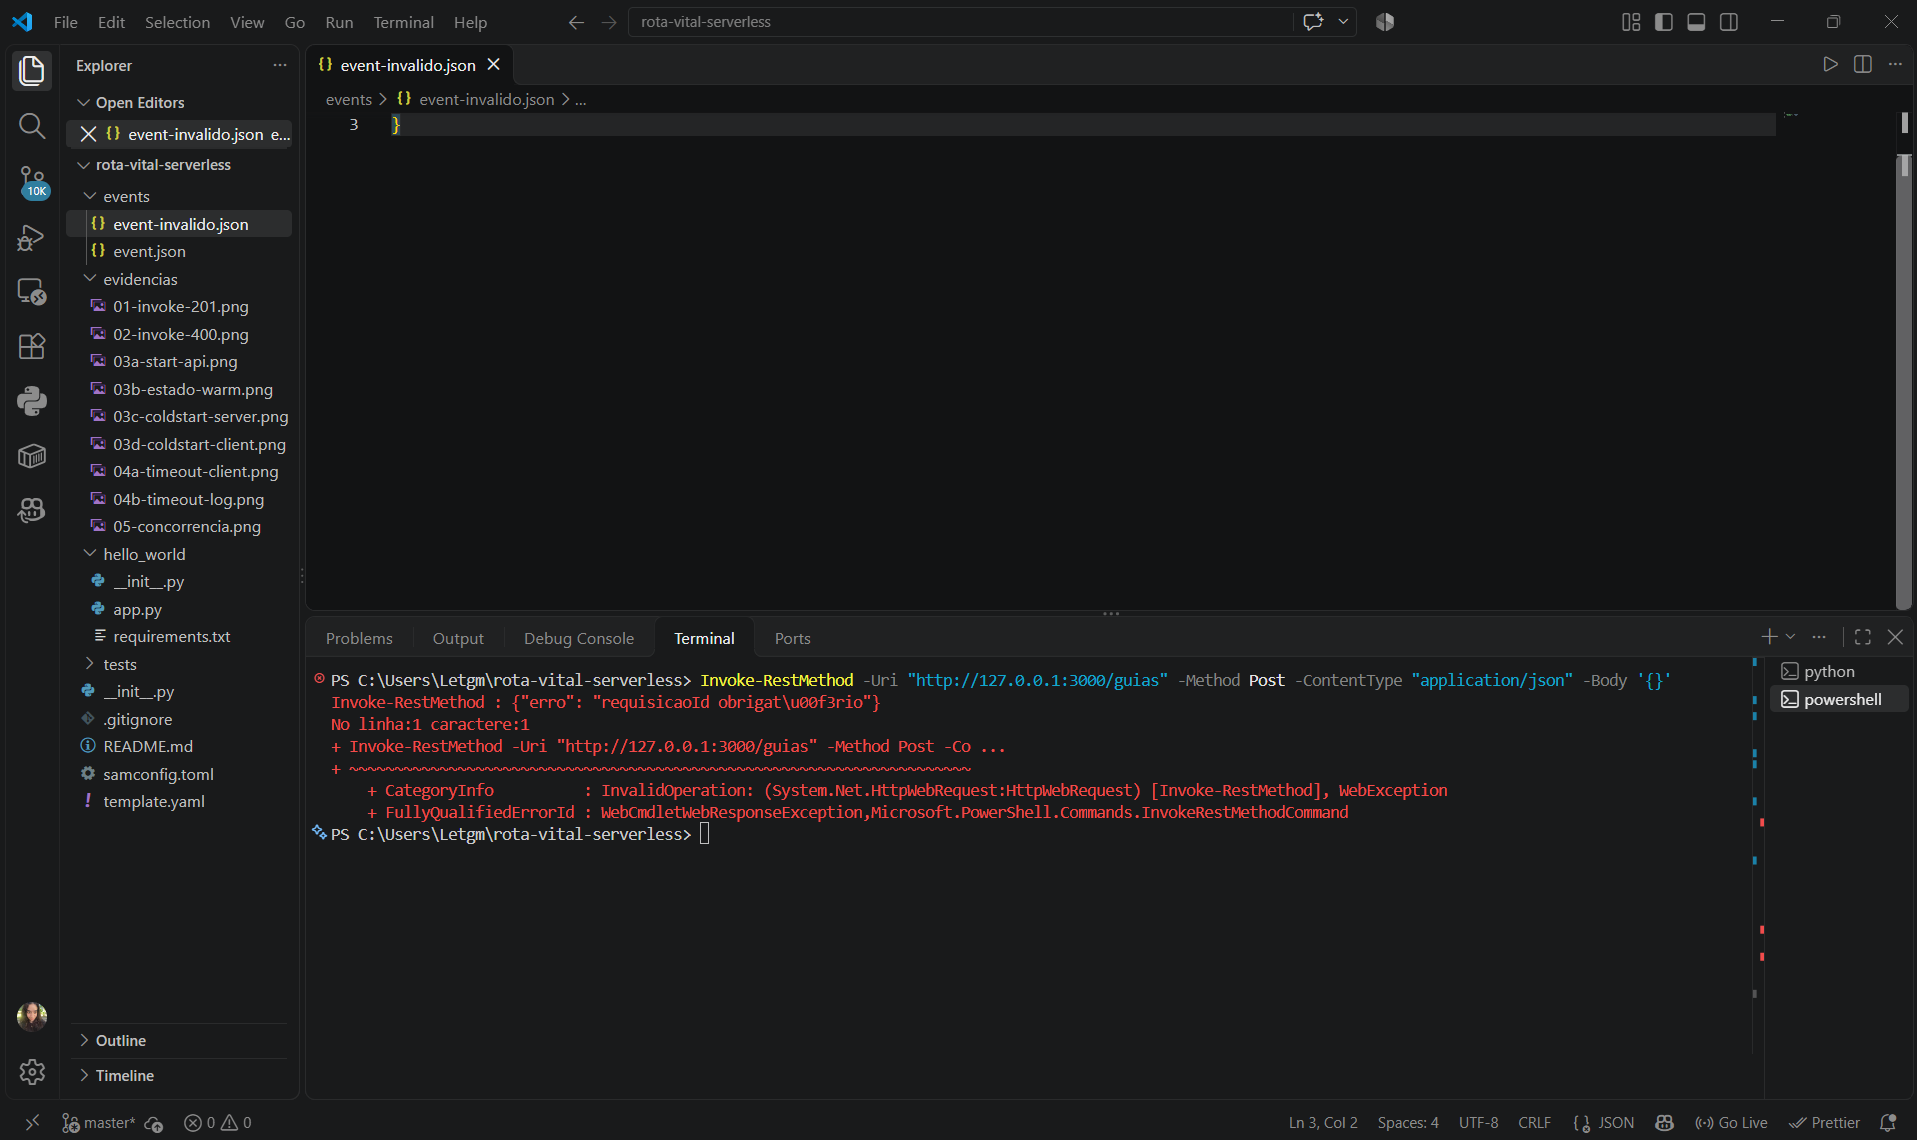 File Edit Selection View Go Run Terminal Help
rota-vital-serverless
Explorer
Open Editors
event-invalido.json e...
rota-vital-serverless
events
event-invalido.json
event.json
evidencias
01-invoke-201.png
02-invoke-400.png
03a-start-api.png
03b-estado-warm.png
03c-coldstart-server.png
03d-coldstart-client.png
04a-timeout-client.png
04b-timeout-log.png
05-concorrencia.png
hello_world
__init__.py
app.py
requirements.txt
tests
__init__.py
.gitignore
README.md
samconfig.toml
template.yaml
Outline
Timeline
10K
{} event-invalido.json
events > {} event-invalido.json > ...
3 }
Problems Output Debug Console Terminal Ports
PS C:\Users\Letgm\rota-vital-serverless> Invoke-RestMethod -Uri "http://127.0.0.1:3000/guias" -Method Post -ContentType "application/json" -Body '{}'
Invoke-RestMethod : {"erro": "requisicaoId obrigat\u00f3rio"}
No linha:1 caractere:1
+ Invoke-RestMethod -Uri "http://127.0.0.1:3000/guias" -Method Post -Co ...
+ ~~~~~~~~~~~~~~~~~~~~~~~~~~~~~~~~~~~~~~~~~~~~~~~~~~~~~~~~~~~~~~~~~~~~~
+ CategoryInfo : InvalidOperation: (System.Net.HttpWebRequest:HttpWebRequest) [Invoke-RestMethod], WebException
+ FullyQualifiedErrorId : WebCmdletWebResponseException,Microsoft.PowerShell.Commands.InvokeRestMethodCommand
PS C:\Users\Letgm\rota-vital-serverless>
python
powershell
master* 0 0 Ln 3, Col 2 Spaces: 4 UTF-8 CRLF {} JSON Go Live Prettier